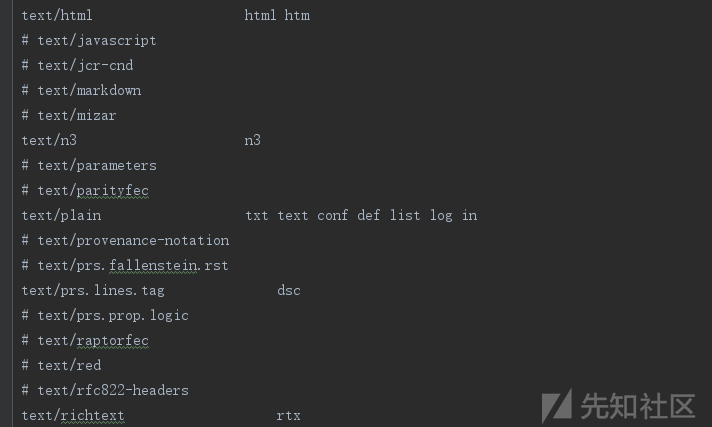 text/html html htm
# text/javascript
# text/jcr-cnd
# text/markdown
# text/mizar
text/n3 n3
# text/parameters
# text/parityfec
text/plain txt text conf def list log in
# text/provenance-notation
# text/prs.fallenstein.rst
text/prs.lines.tag dsc
# text/prs.prop.logic
# text/raptorfec
# text/red
# text/rfc822-headers
text/richtext rtx
先知社区